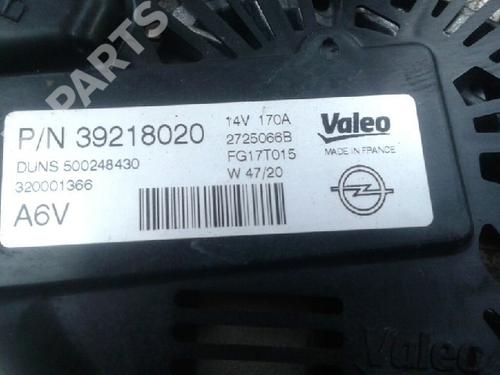 PARTS
P/N 39218020
DUNS 500248430
320001366
A6V
14V 170A
2725066B
FG17T015
W 47/20
Valeo
MADE IN FRANCE
Valeo